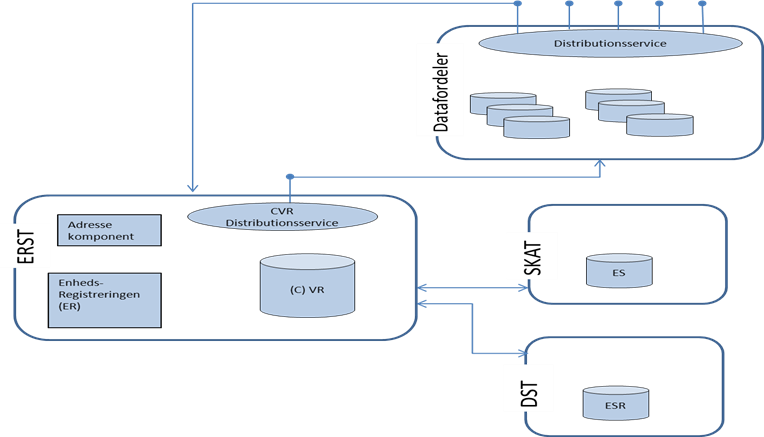 Distributionsservice
Datafordeler
CVR
Distributionsservice
Adresse
komponent
ERST
Enheds-
Registreringen
(ER)
(C) VR
SKAT
ES
DST
ESR